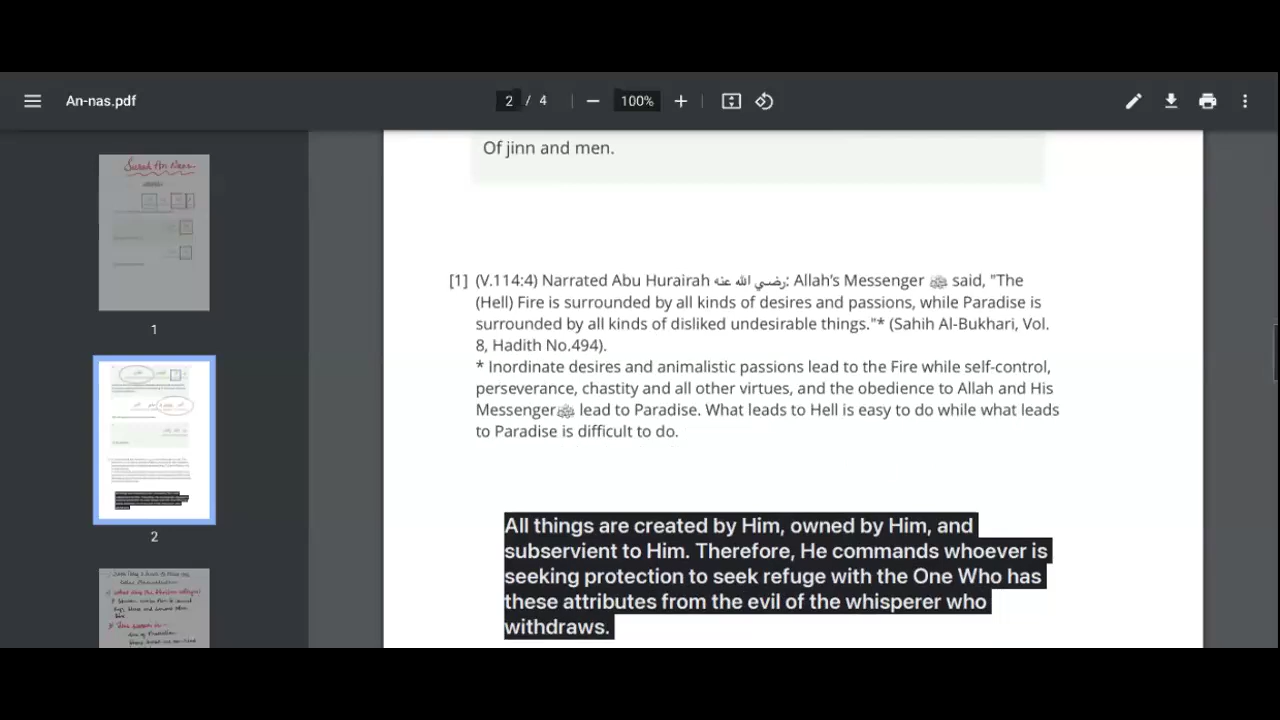 An-nas.pdf
2 / 4
100%
Of jinn and men.
[1] (V.114:4) Narrated Abu Hurairah رضي الله عنه: Allah's Messenger ﷺ said, "The
(Hell) Fire is surrounded by all kinds of desires and passions, while Paradise is
surrounded by all kinds of disliked undesirable things."* (Sahih Al-Bukhari, Vol.
8, Hadith No.494).
* Inordinate desires and animalistic passions lead to the Fire while self-control,
perseverance, chastity and all other virtues, and the obedience to Allah and His
Messengerﷺ lead to Paradise. What leads to Hell is easy to do while what leads
to Paradise is difficult to do.
All things are created by Him, owned by Him, and
subservient to Him. Therefore, He commands whoever is
seeking protection to seek refuge with the One Who has
these attributes from the evil of the whisperer who
withdraws.
Surah An Naas
1
2